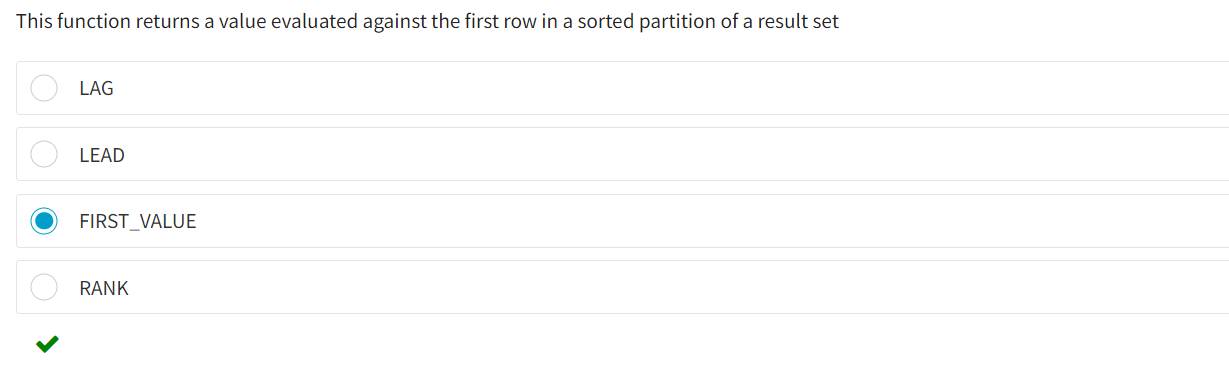 This function returns a value evaluated against the first row in a sorted partition of a result set
LAG
LEAD
FIRST_VALUE
RANK